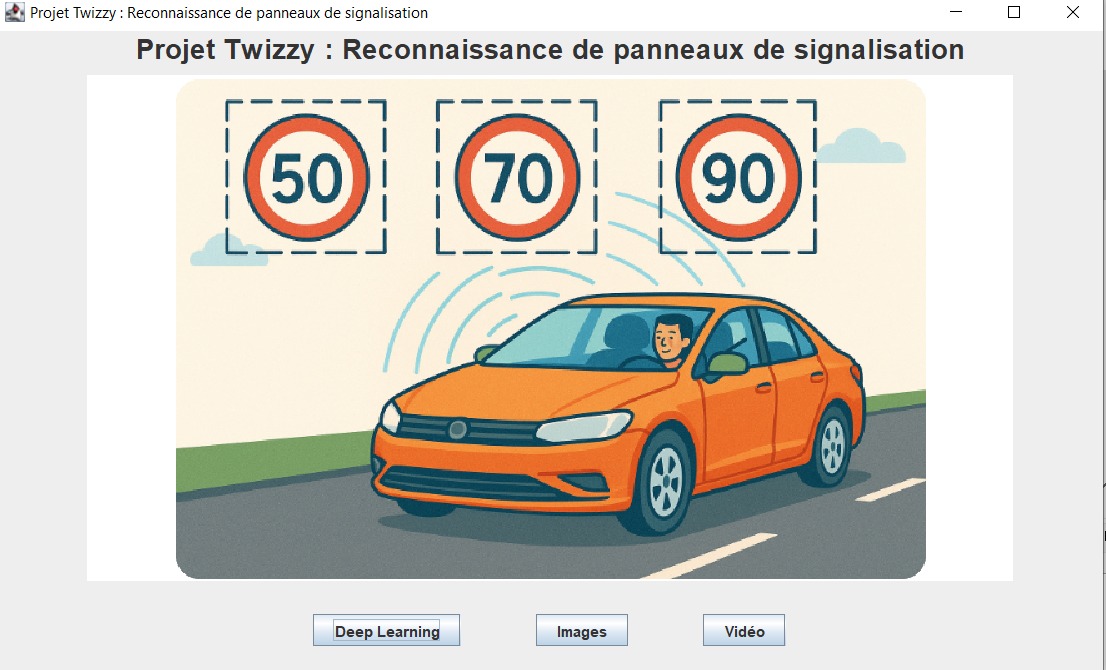 Projet Twizzy : Reconnaissance de panneaux de signalisation
Projet Twizzy : Reconnaissance de panneaux de signalisation
50 70 90
Deep Learning Images Vidéo